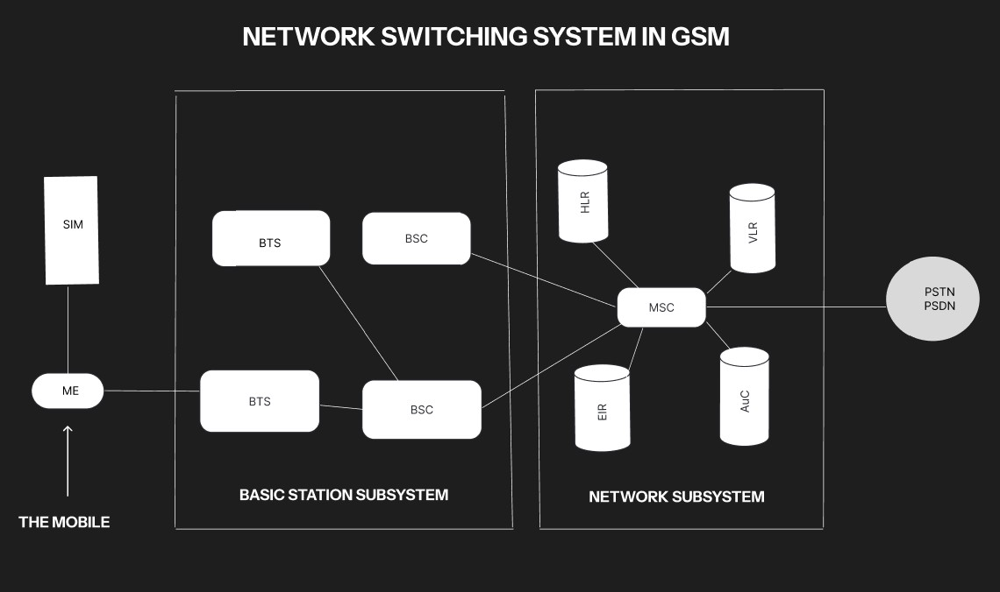 NETWORK SWITCHING SYSTEM IN GSM
SIM
ME
THE MOBILE
BTS
BSC
BTS
BSC
BASIC STATION SUBSYSTEM
HLR
VLR
MSC
EIR
AuC
NETWORK SUBSYSTEM
PSTN
PSDN